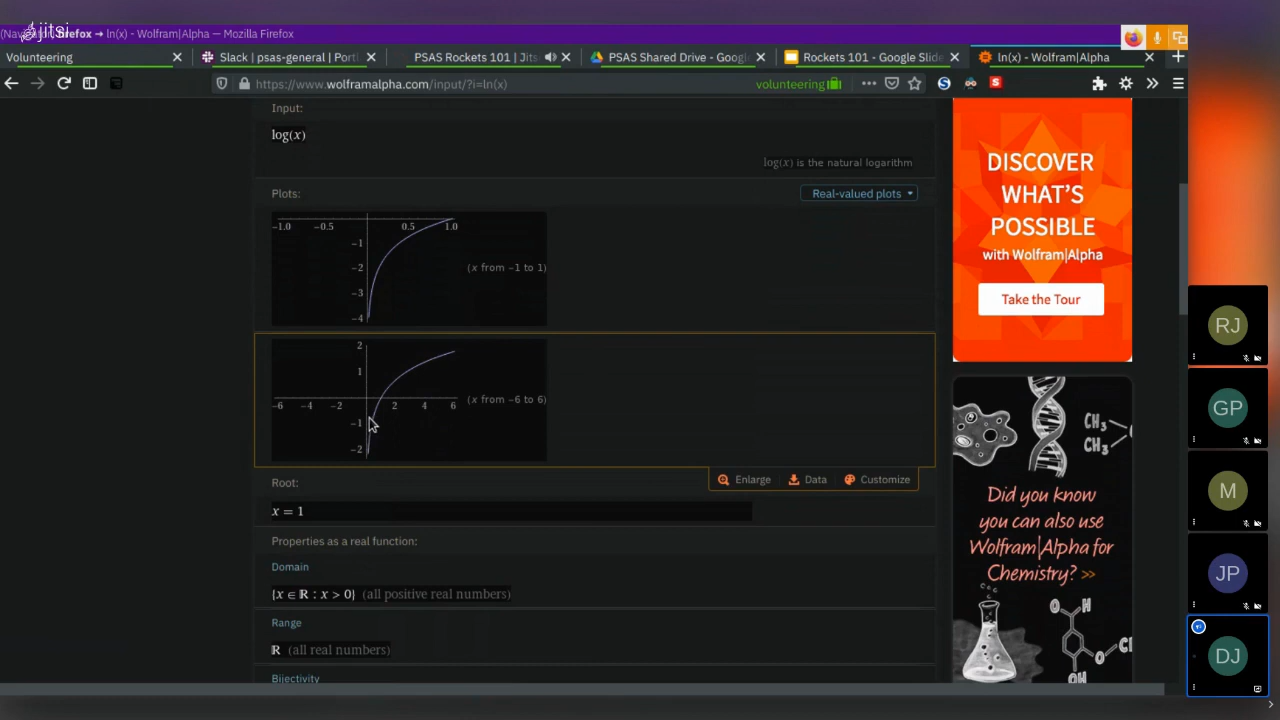 jitsi
firefox → ln(x) - Wolfram|Alpha — Mozilla Firefox
Volunteering
Slack | psas-general | Portl
PSAS Rockets 101 | Jits
PSAS Shared Drive - Googl
Rockets 101 - Google Slide
ln(x) - Wolfram|Alpha
https://www.wolframalpha.com/input/?i=ln(x)
volunteering
Input:
log(x)
log(x) is the natural logarithm
Plots:
Real-valued plots
-1.0 -0.5 0.5 1.0
-1
-2
-3
-4
(x from −1 to 1)
2
1
-6 -4 -2 2 4 6
-1
-2
(x from −6 to 6)
Enlarge Data Customize
Root:
x = 1
Properties as a real function:
Domain
{x ∈ ℝ : x > 0} (all positive real numbers)
Range
ℝ (all real numbers)
Bijectivity
DISCOVER
WHAT'S
POSSIBLE
with Wolfram|Alpha
Take the Tour
CH₃
CH₃
Did you know
you can also use
Wolfram|Alpha for
Chemistry? >>
O H
O
OH
RJ
GP
M
JP
DJ